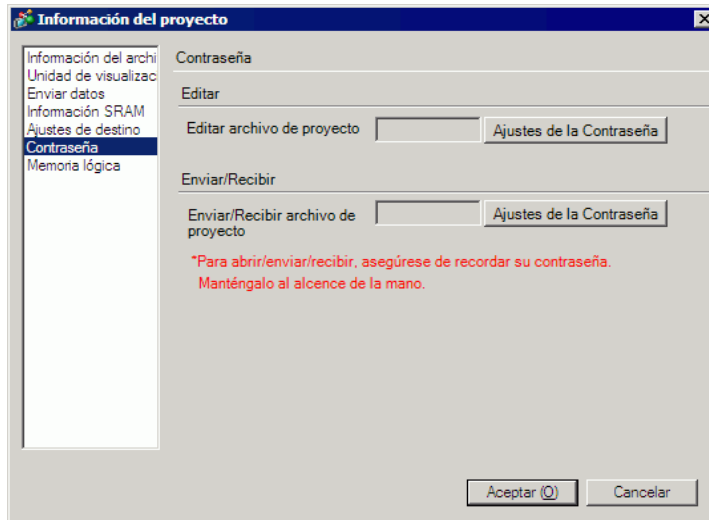 Información del proyecto
Información del archi
Unidad de visualizac
Enviar datos
Información SRAM
Ajustes de destino
Contraseña
Memoria lógica
Contraseña
Editar
Editar archivo de proyecto
Ajustes de la Contraseña
Enviar/Recibir
Enviar/Recibir archivo de
proyecto
Ajustes de la Contraseña
*Para abrir/enviar/recibir, asegúrese de recordar su contraseña.
Manténgalo al alcence de la mano.
Aceptar (O) Cancelar